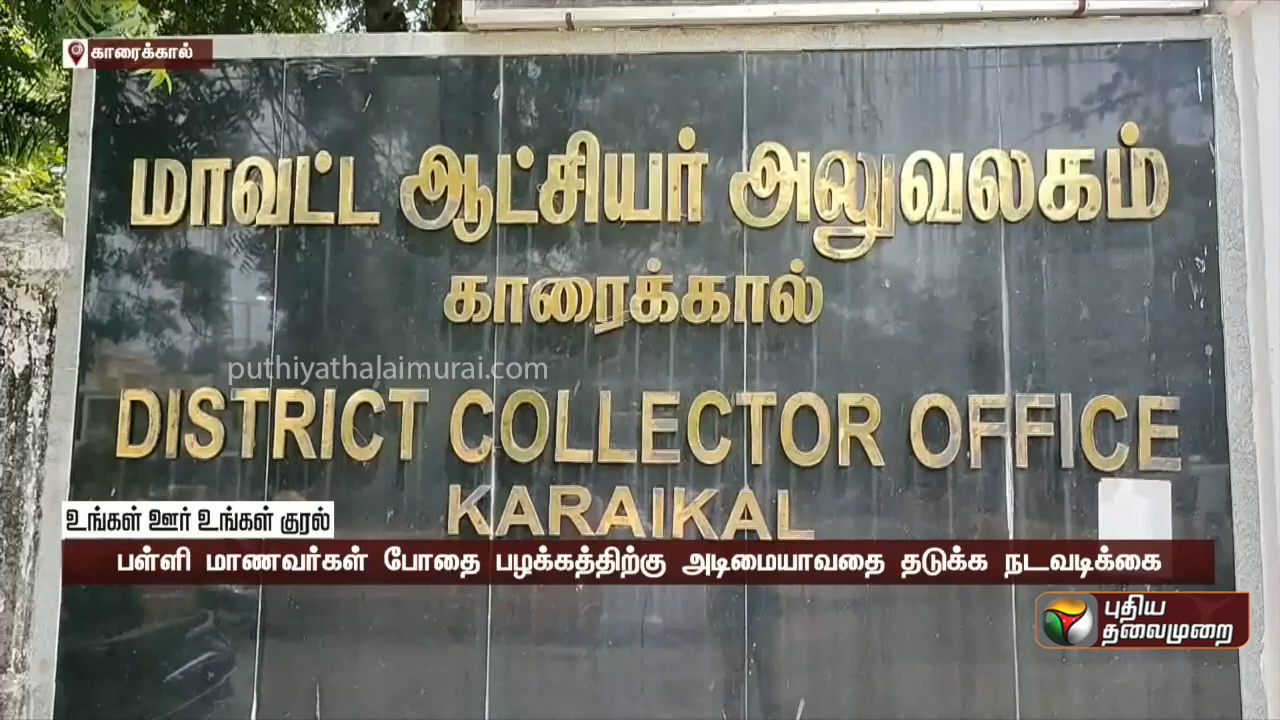 காரைக்கால்
மாவட்ட ஆட்சியர் அலுவலகம்
காரைக்கால்
puthiyathalaimurai.com
DISTRICT COLLECTOR OFFICE
KARAIKAL
உங்கள் ஊர் உங்கள் குரல்
பள்ளி மாணவர்கள் போதை பழக்கத்திற்கு அடிமையாவதை தடுக்க நடவடிக்கை
புதிய
தலைமுறை